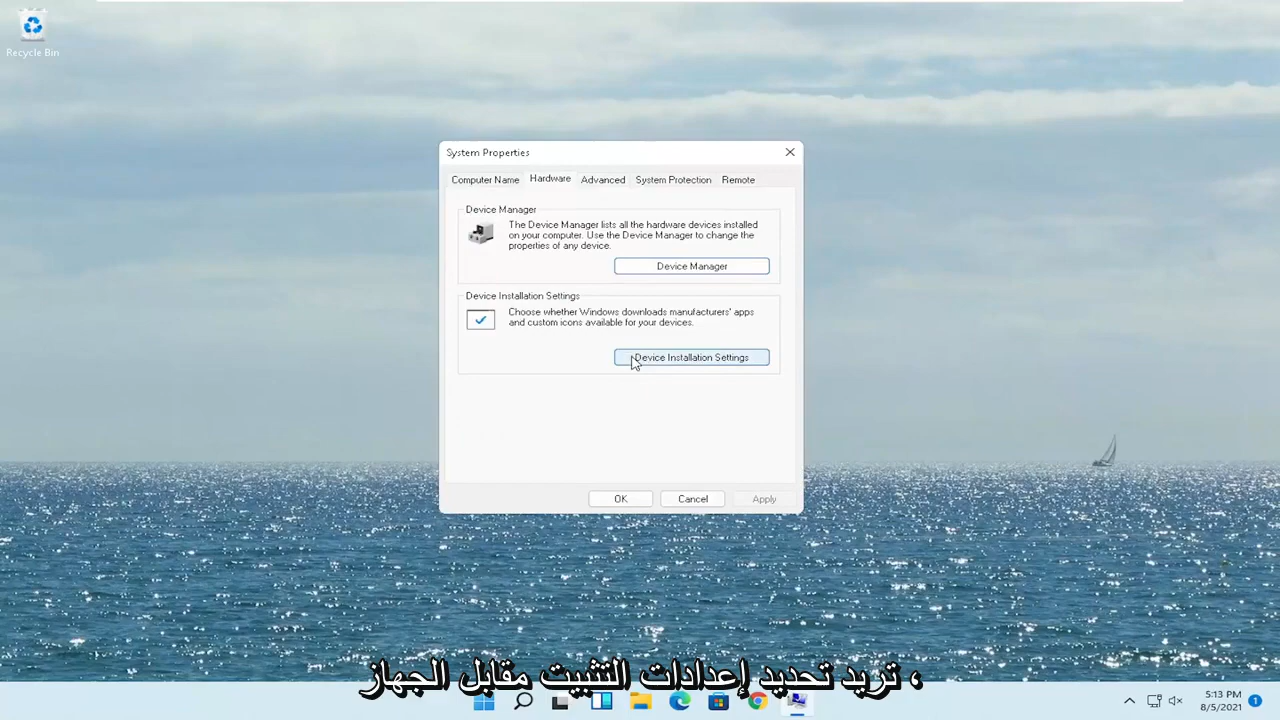 Recycle Bin
System Properties
Computer Name Hardware Advanced System Protection Remote
Device Manager
The Device Manager lists all the hardware devices installed
on your computer. Use the Device Manager to change the
properties of any device.
Device Manager
Device Installation Settings
Choose whether Windows downloads manufacturers' apps
and custom icons available for your devices.
Device Installation Settings
OK Cancel Apply
، تريد تحديد إعدادات التثبيت مقابل الجهاز
5:13 PM
8/5/2021
1